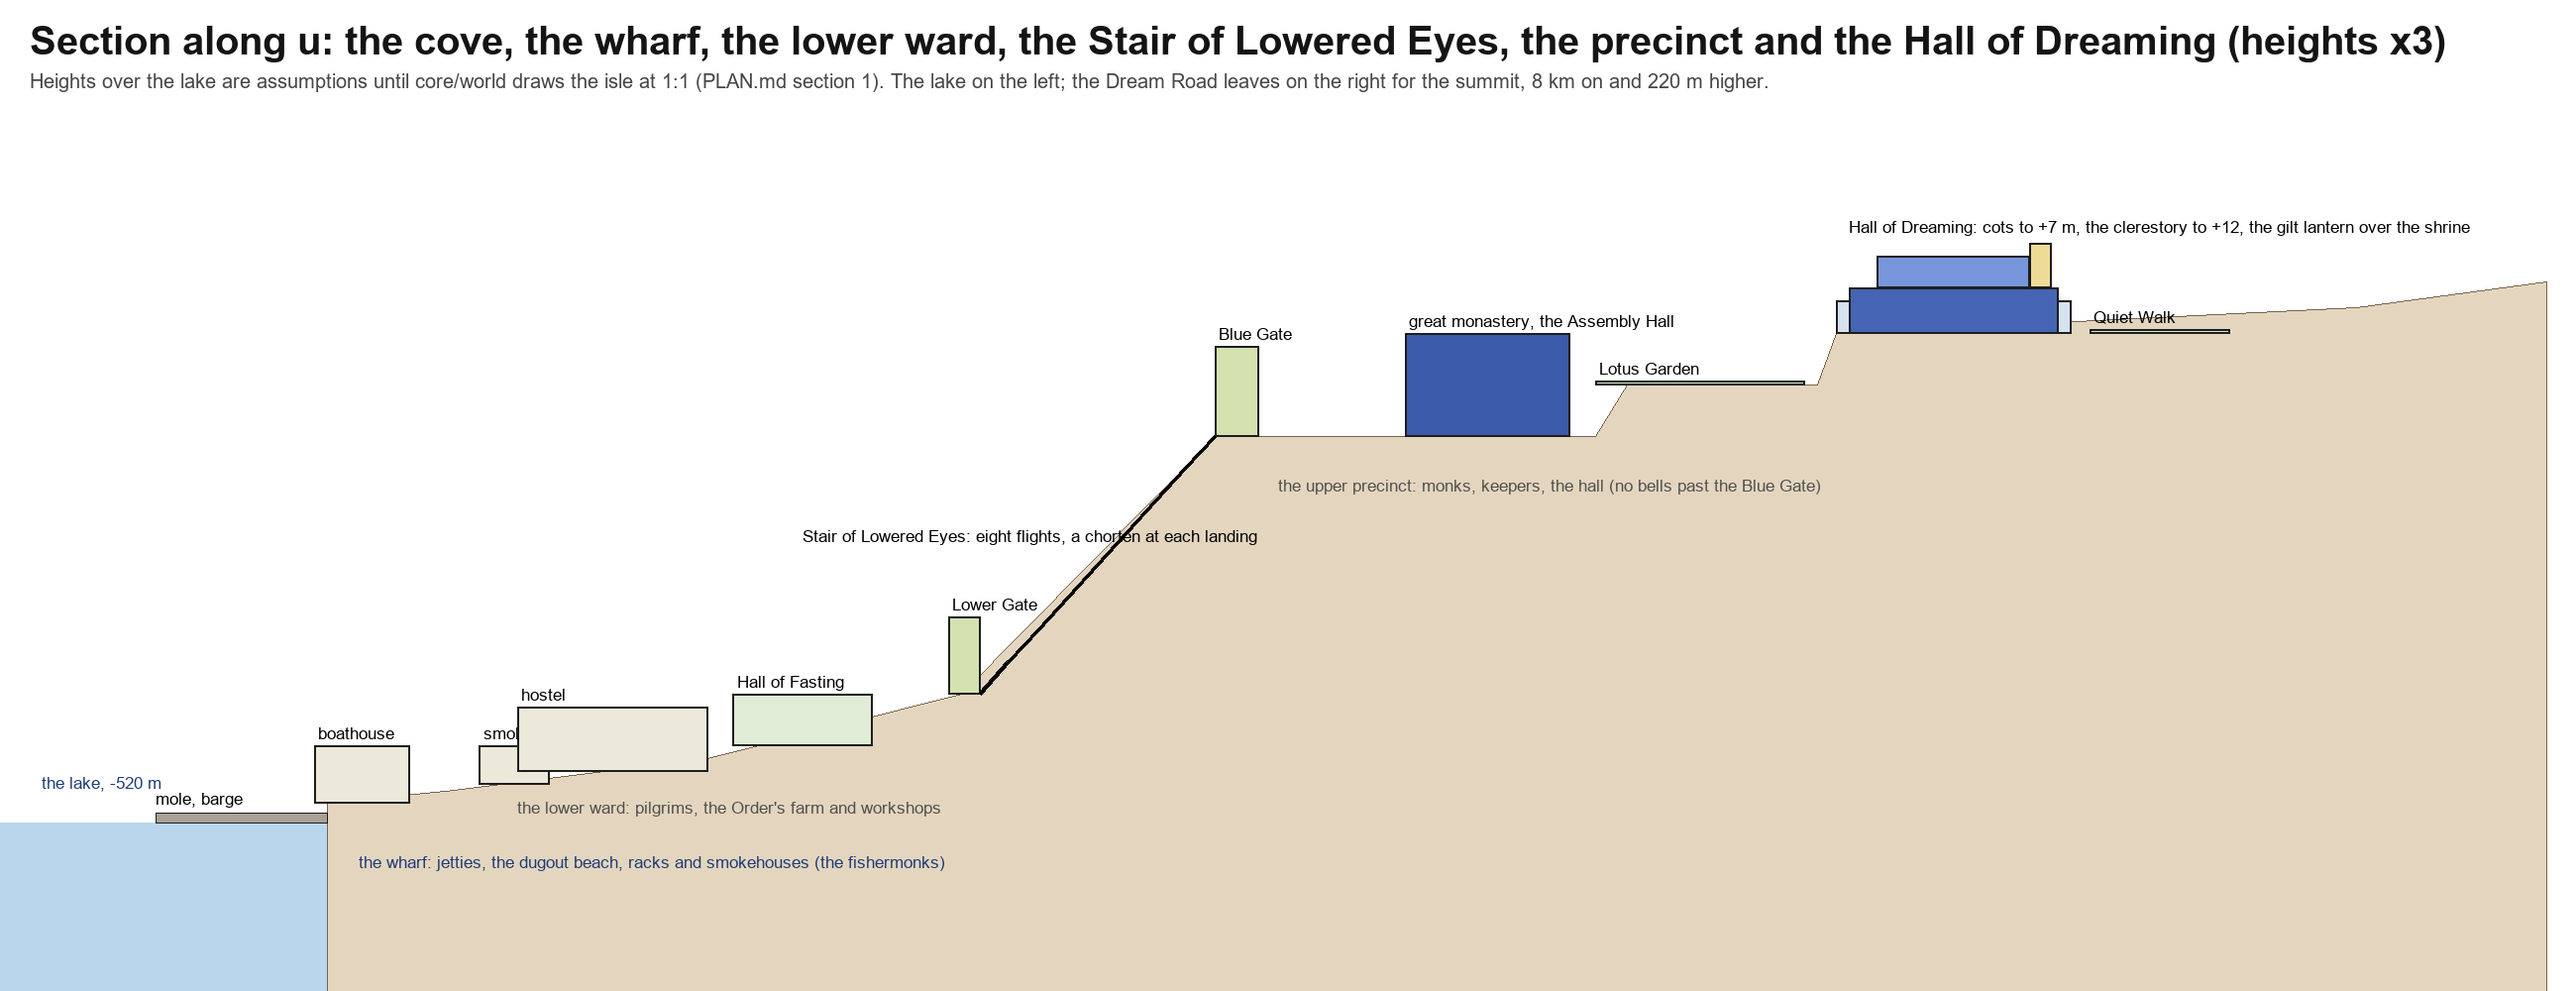 Section along u: the cove, the wharf, the lower ward, the Stair of Lowered Eyes, the precinct and the Hall of Dreaming (heights x3)
Heights over the lake are assumptions until core/world draws the isle at 1:1 (PLAN.md section 1). The lake on the left; the Dream Road leaves on the right for the summit, 8 km on and 220 m higher.
Hall of Dreaming: cots to +7 m, the clerestory to +12, the gilt lantern over the shrine
Quiet Walk
great monastery, the Assembly Hall
Blue Gate
Lotus Garden
the upper precinct: monks, keepers, the hall (no bells past the Blue Gate)
Stair of Lowered Eyes: eight flights, a chorten at each landing
Lower Gate
Hall of Fasting
hostel
boathouse
the lake, -520 m
mole, barge
the lower ward: pilgrims, the Order's farm and workshops
the wharf: jetties, the dugout beach, racks and smokehouses (the fishermonks)